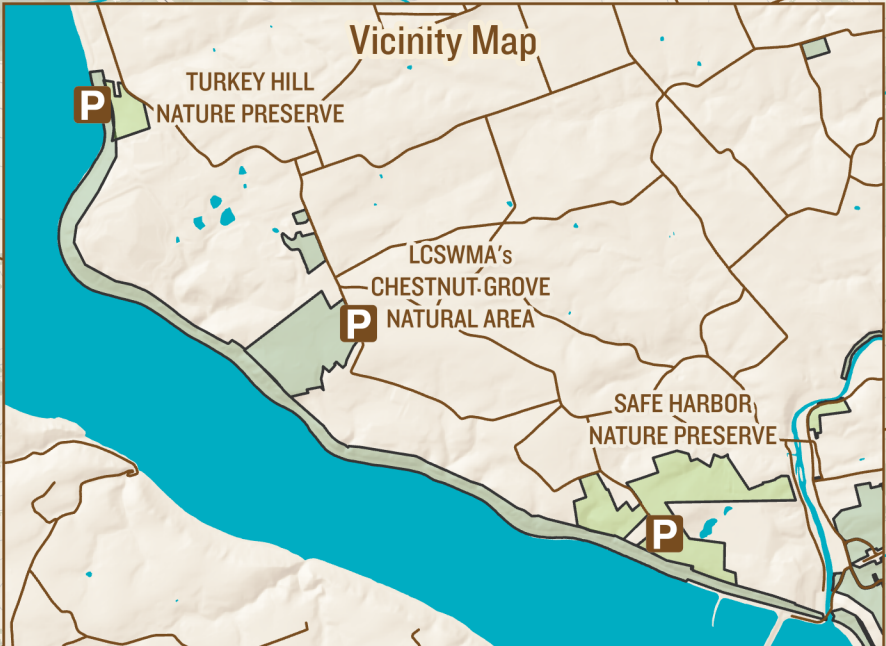 Vicinity Map
TURKEY HILL
NATURE PRESERVE
P
LCSWMA's
CHESTNUT GROVE
NATURAL AREA
P
SAFE HARBOR
NATURE PRESERVE
P